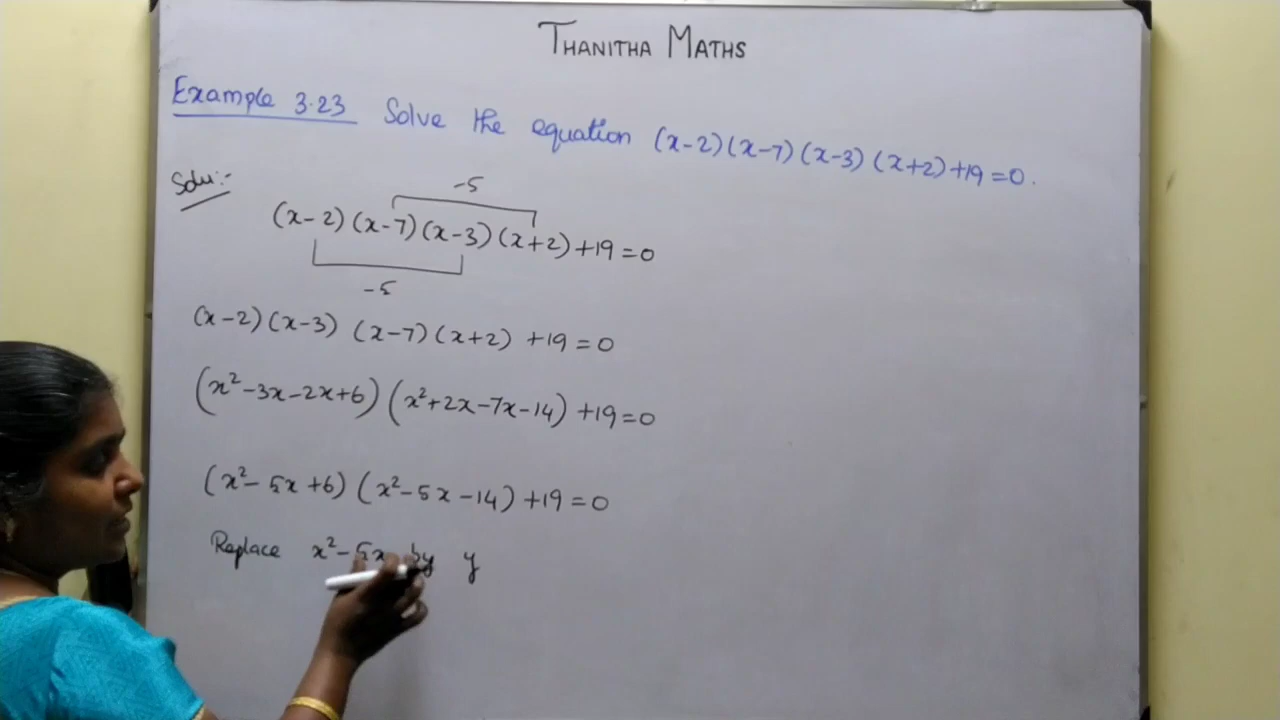 THANITHA MATHS
Example 3.23 Solve the equation (x-2)(x-7)(x-3)(x+2)+19=0.
Solu:-
-5
(x-2)(x-7)(x-3)(x+2)+19=0
-5
(x-2)(x-3) (x-7)(x+2) +19=0
(x²-3x-2x+6)(x²+2x-7x-14)+19=0
(x²-5x+6)(x²-5x-14)+19=0
Replace x²-5x by y